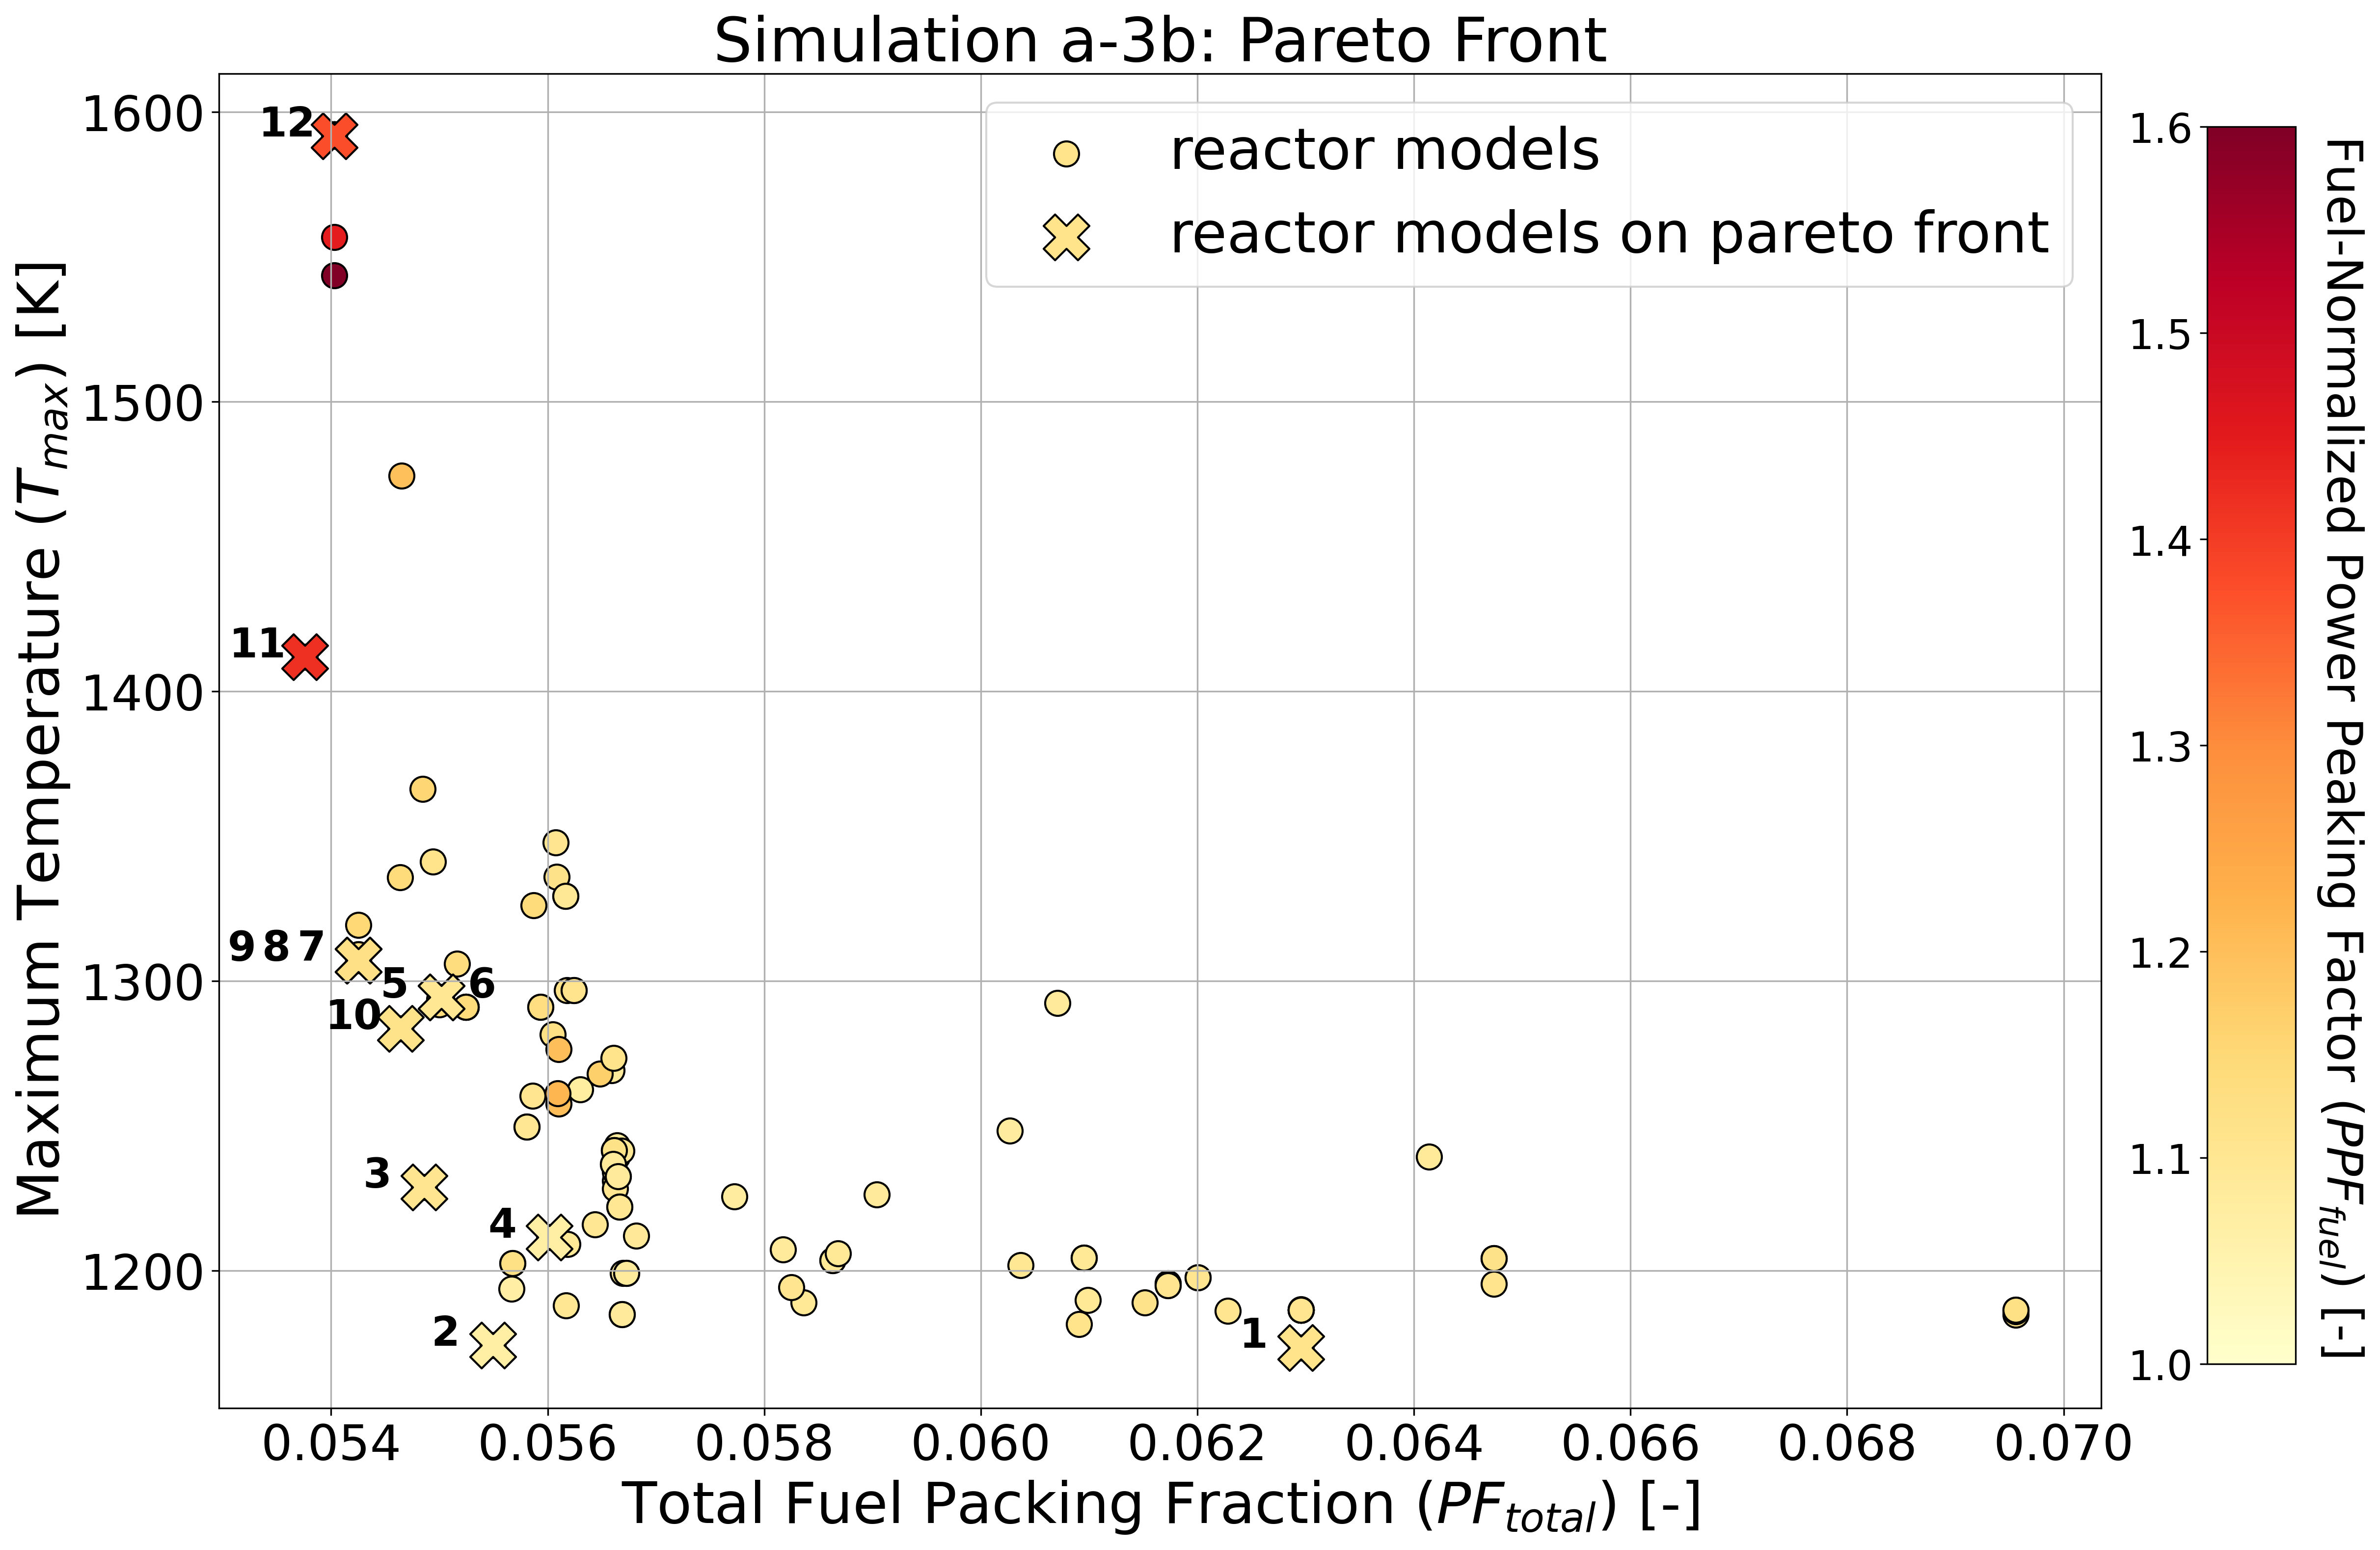 Simulation a-3b: Pareto Front
reactor models
reactor models on pareto front
Maximum Temperature (T_max) [K]
1600
1500
1400
1300
1200
12
11
9 8 7
5
6
10
3
4
2
1
0.054 0.056 0.058 0.060 0.062 0.064 0.066 0.068 0.070
Total Fuel Packing Fraction (PF_total) [-]
1.6
1.5
1.4
1.3
1.2
1.1
1.0
Fuel-Normalized Power Peaking Factor (PPF_fuel) [-]